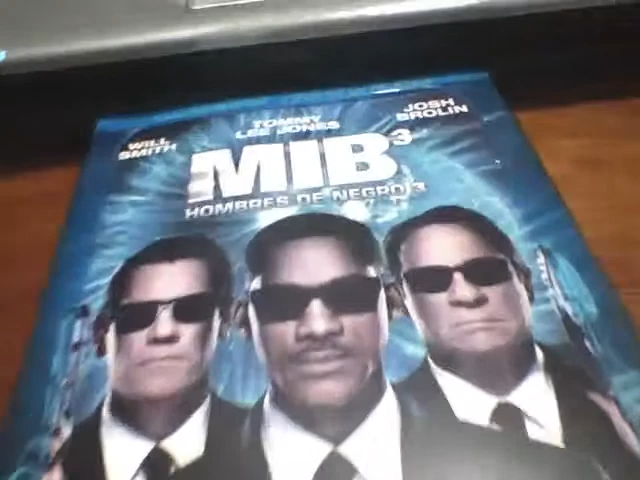 WILL
SMITH
TOMMY
LEE JONES
JOSH
BROLIN
MIB³
HOMBRES DE NEGRO 3